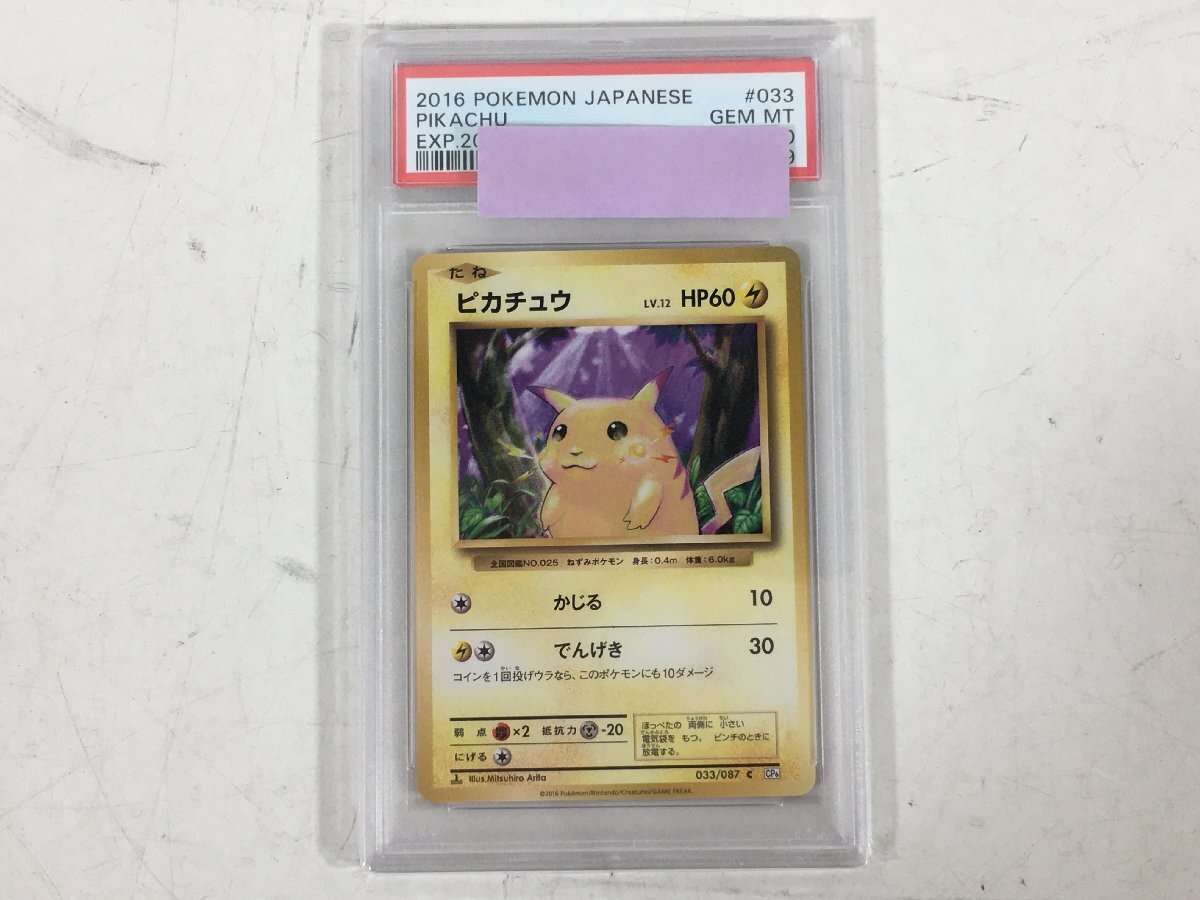 2016 POKEMON JAPANESE #033
PIKACHU GEM MT
EXP.20
9
たね
ピカチュウ LV.12 HP60
全国図鑑NO.025 ねずみポケモン 身長:0.4m 体重:6.0kg
かじる 10
でんげき 30
コインを1回投げウラなら、このポケモンにも10ダメージ
弱点 ×2 抵抗力 -20
ほっぺたの 両側に 小さい
電気袋を もつ。 ピンチのときに
放電する。
にげる
1 Illus.Mitsuhiro Arita 033/087 C CP6
©2016 Pokémon/Nintendo/Creatures/GAME FREAK.